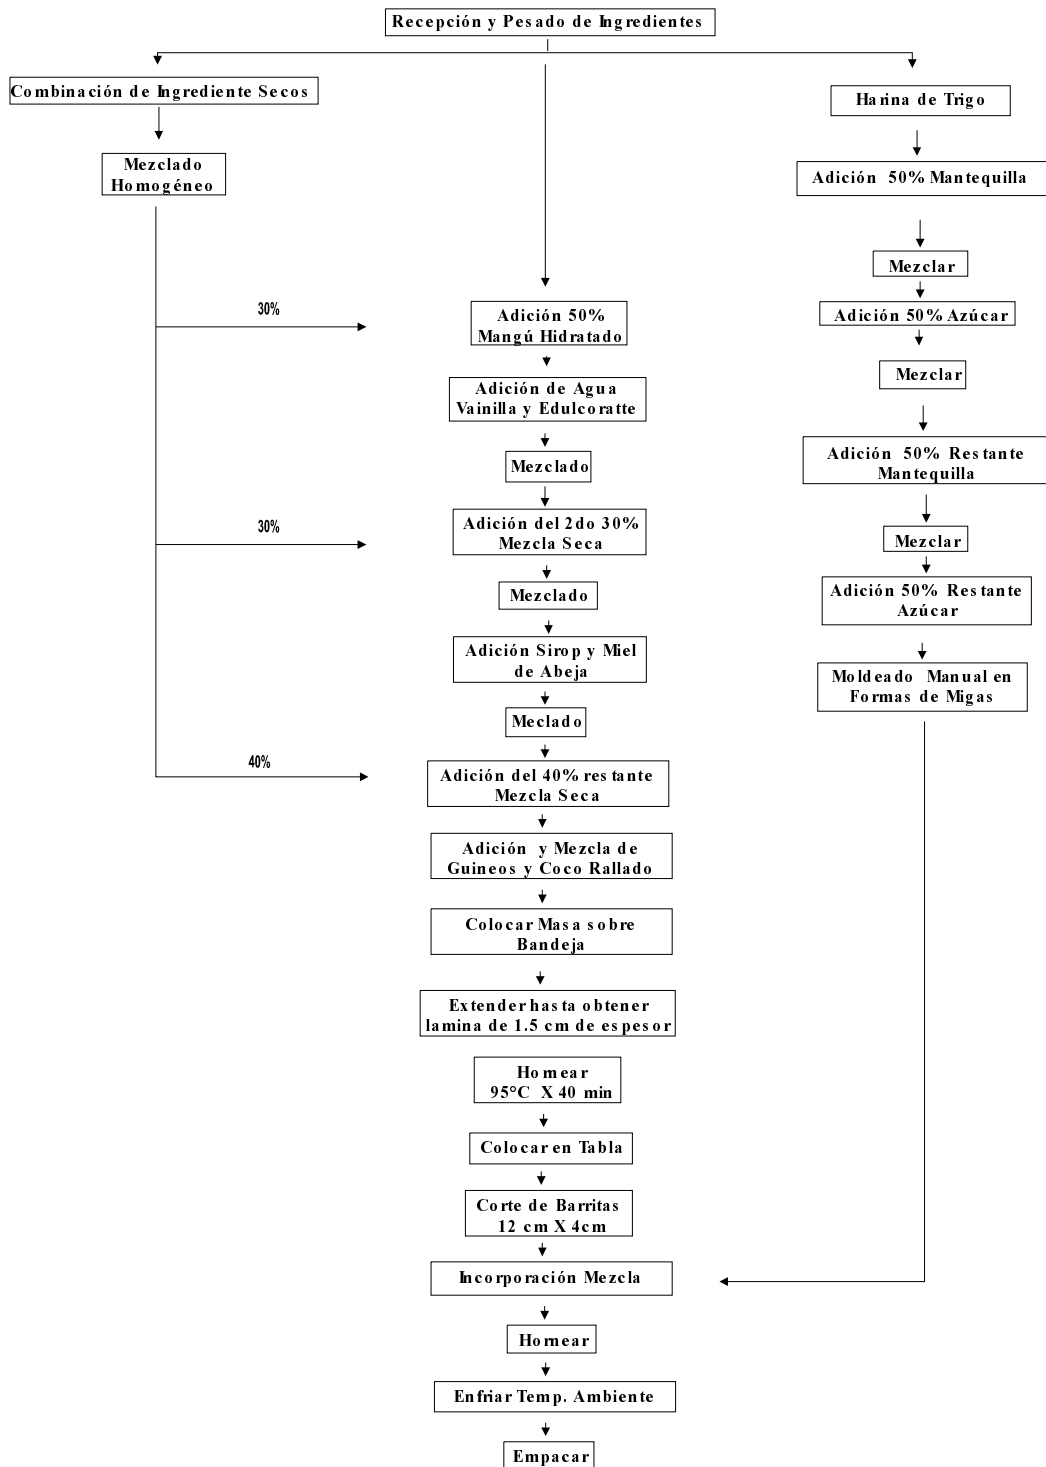 Recepción y Pesado de Ingredientes
Combinación de Ingrediente Secos
Mezclado
Homogéneo
30%
30%
40%
Adición 50%
Mangú Hidratado
Adición de Agua
Vainilla y Edulcoratte
Mezclado
Adición del 2do 30%
Mezcla Seca
Mezclado
Adición Sirop y Miel
de Abeja
Meclado
Adición del 40% restante
Mezcla Seca
Adición y Mezcla de
Guineos y Coco Rallado
Colocar Masa sobre
Bandeja
Extender hasta obtener
lamina de 1.5 cm de espesor
Hornear
95°C X 40 min
Colocar en Tabla
Corte de Barritas
12 cm X 4cm
Incorporación Mezcla
Hornear
Enfriar Temp. Ambiente
Empacar
Harina de Trigo
Adición 50% Mantequilla
Mezclar
Adición 50% Azúcar
Mezclar
Adición 50% Restante
Mantequilla
Mezclar
Adición 50% Restante
Azúcar
Moldeado Manual en
Formas de Migas